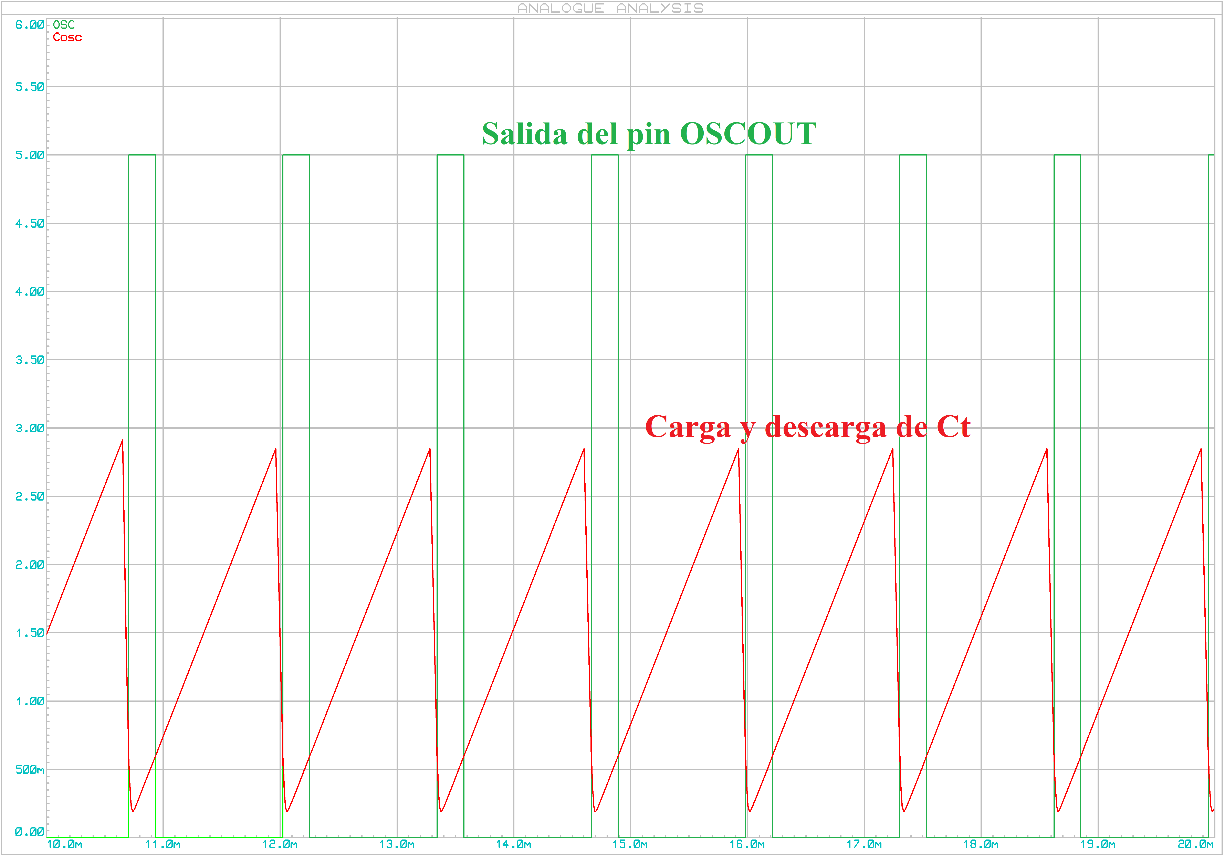 ANALOGUE ANALYSIS
6.00
OSC
Cosc
5.50
Salida del pin OSCOUT
5.00
4.50
4.00
3.50
3.00
Carga y descarga de Ct
2.50
2.00
1.50
1.00
500m
0.00
10.0m 11.0m 12.0m 13.0m 14.0m 15.0m 16.0m 17.0m 18.0m 19.0m 20.0m